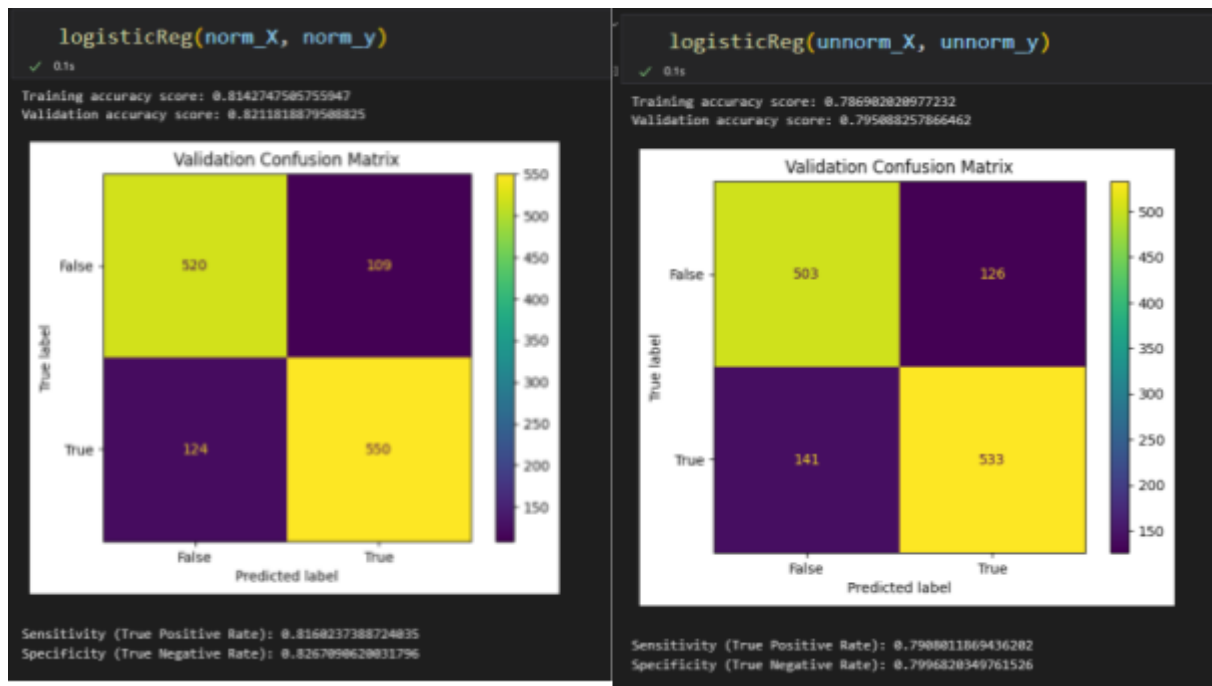 logisticReg(norm_X, norm_y)
0.1s
Training accuracy score: 0.8142747505755947
Validation accuracy score: 0.8211818879508825
Validation Confusion Matrix
550
500
450
400
350
300
250
200
150
False
520
109
True label
True
124
550
False
True
Predicted label
Sensitivity (True Positive Rate): 0.8160237388724035
Specificity (True Negative Rate): 0.8267090620031796
logisticReg(unnorm_X, unnorm_y)
0.1s
Training accuracy score: 0.786902020977232
Validation accuracy score: 0.795088257866462
Validation Confusion Matrix
500
450
400
350
300
250
200
150
False
503
126
True label
True
141
533
False
True
Predicted label
Sensitivity (True Positive Rate): 0.7908011869436202
Specificity (True Negative Rate): 0.7996820349761526